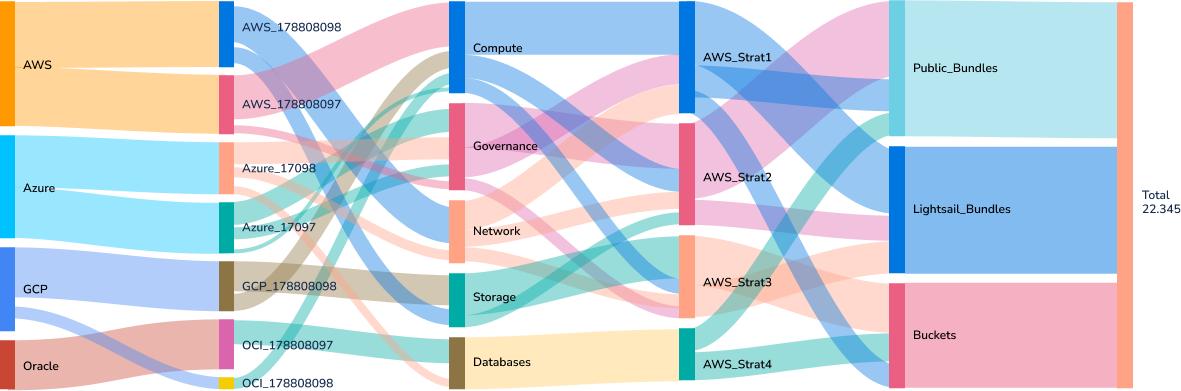 AWS
Azure
GCP
Oracle
AWS_178808098
AWS_178808097
Azure_17098
Azure_17097
GCP_178808098
OCI_178808097
OCI_178808098
Compute
Governance
Network
Storage
Databases
AWS_Strat1
AWS_Strat2
AWS_Strat3
AWS_Strat4
Public_Bundles
Lightsail_Bundles
Buckets
Total
22.345